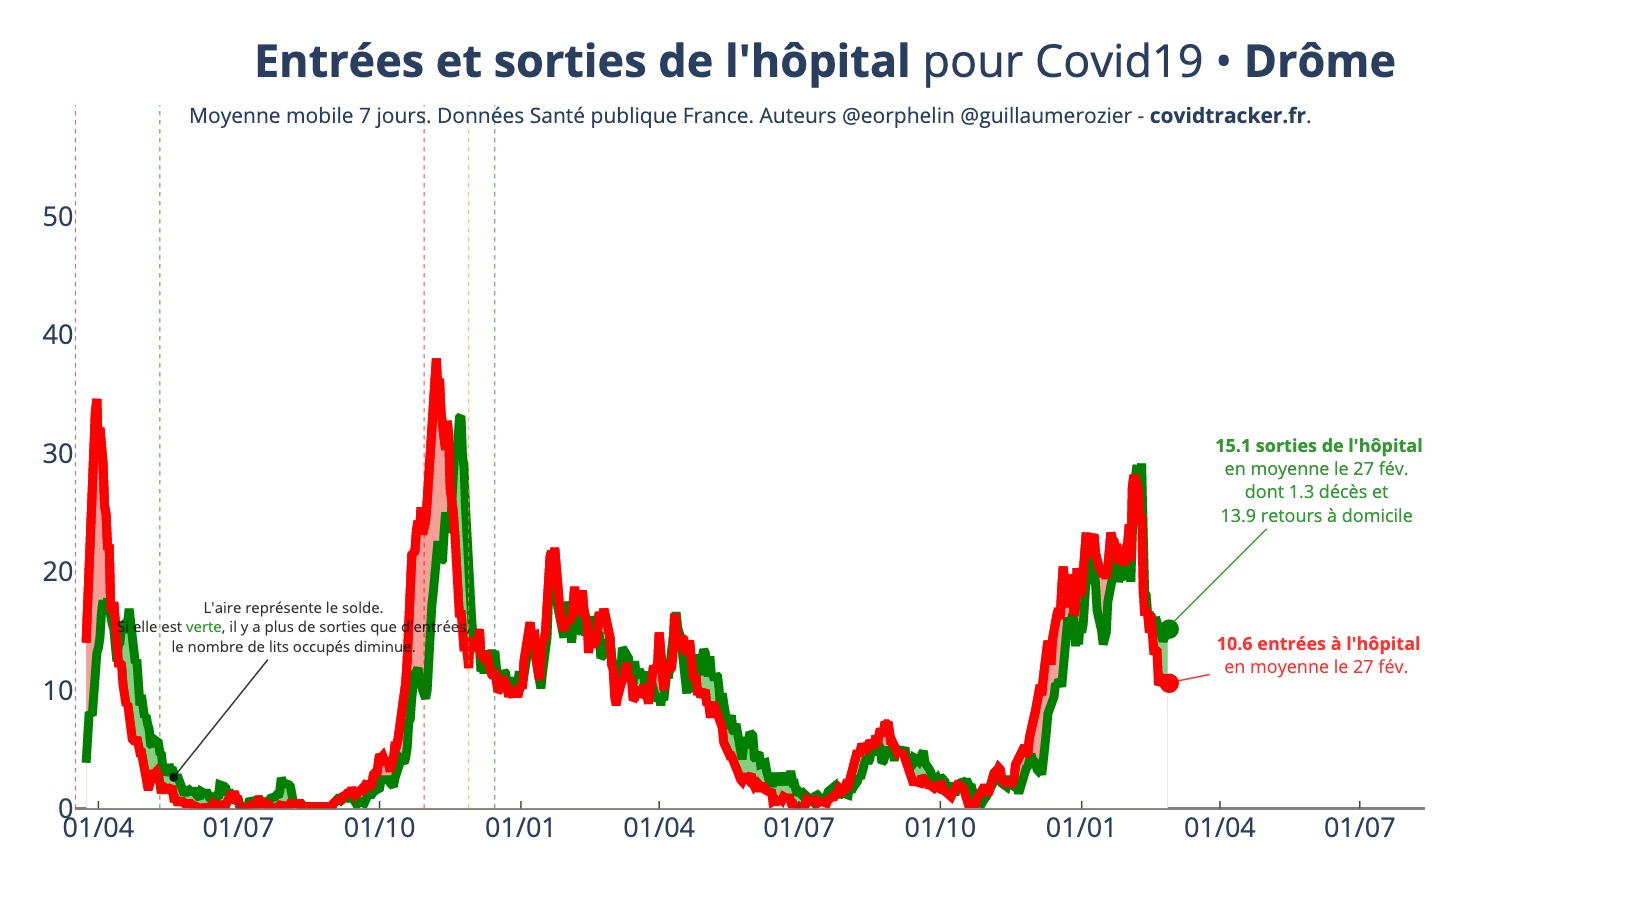 Entrées et sorties de l'hôpital pour Covid19 • Drôme
Moyenne mobile 7 jours. Données Santé publique France. Auteurs @eorphelin @guillaumerozier - covidtracker.fr.
50
40
30
20
10
0
15.1 sorties de l'hôpital
en moyenne le 27 fév.
dont 1.3 décès et
13.9 retours à domicile
L'aire représente le solde.
Si elle est verte, il y a plus de sorties que d'entrées,
le nombre de lits occupés diminue.
10.6 entrées à l'hôpital
en moyenne le 27 fév.
01/04 01/07 01/10 01/01 01/04 01/07 01/10 01/01 01/04 01/07